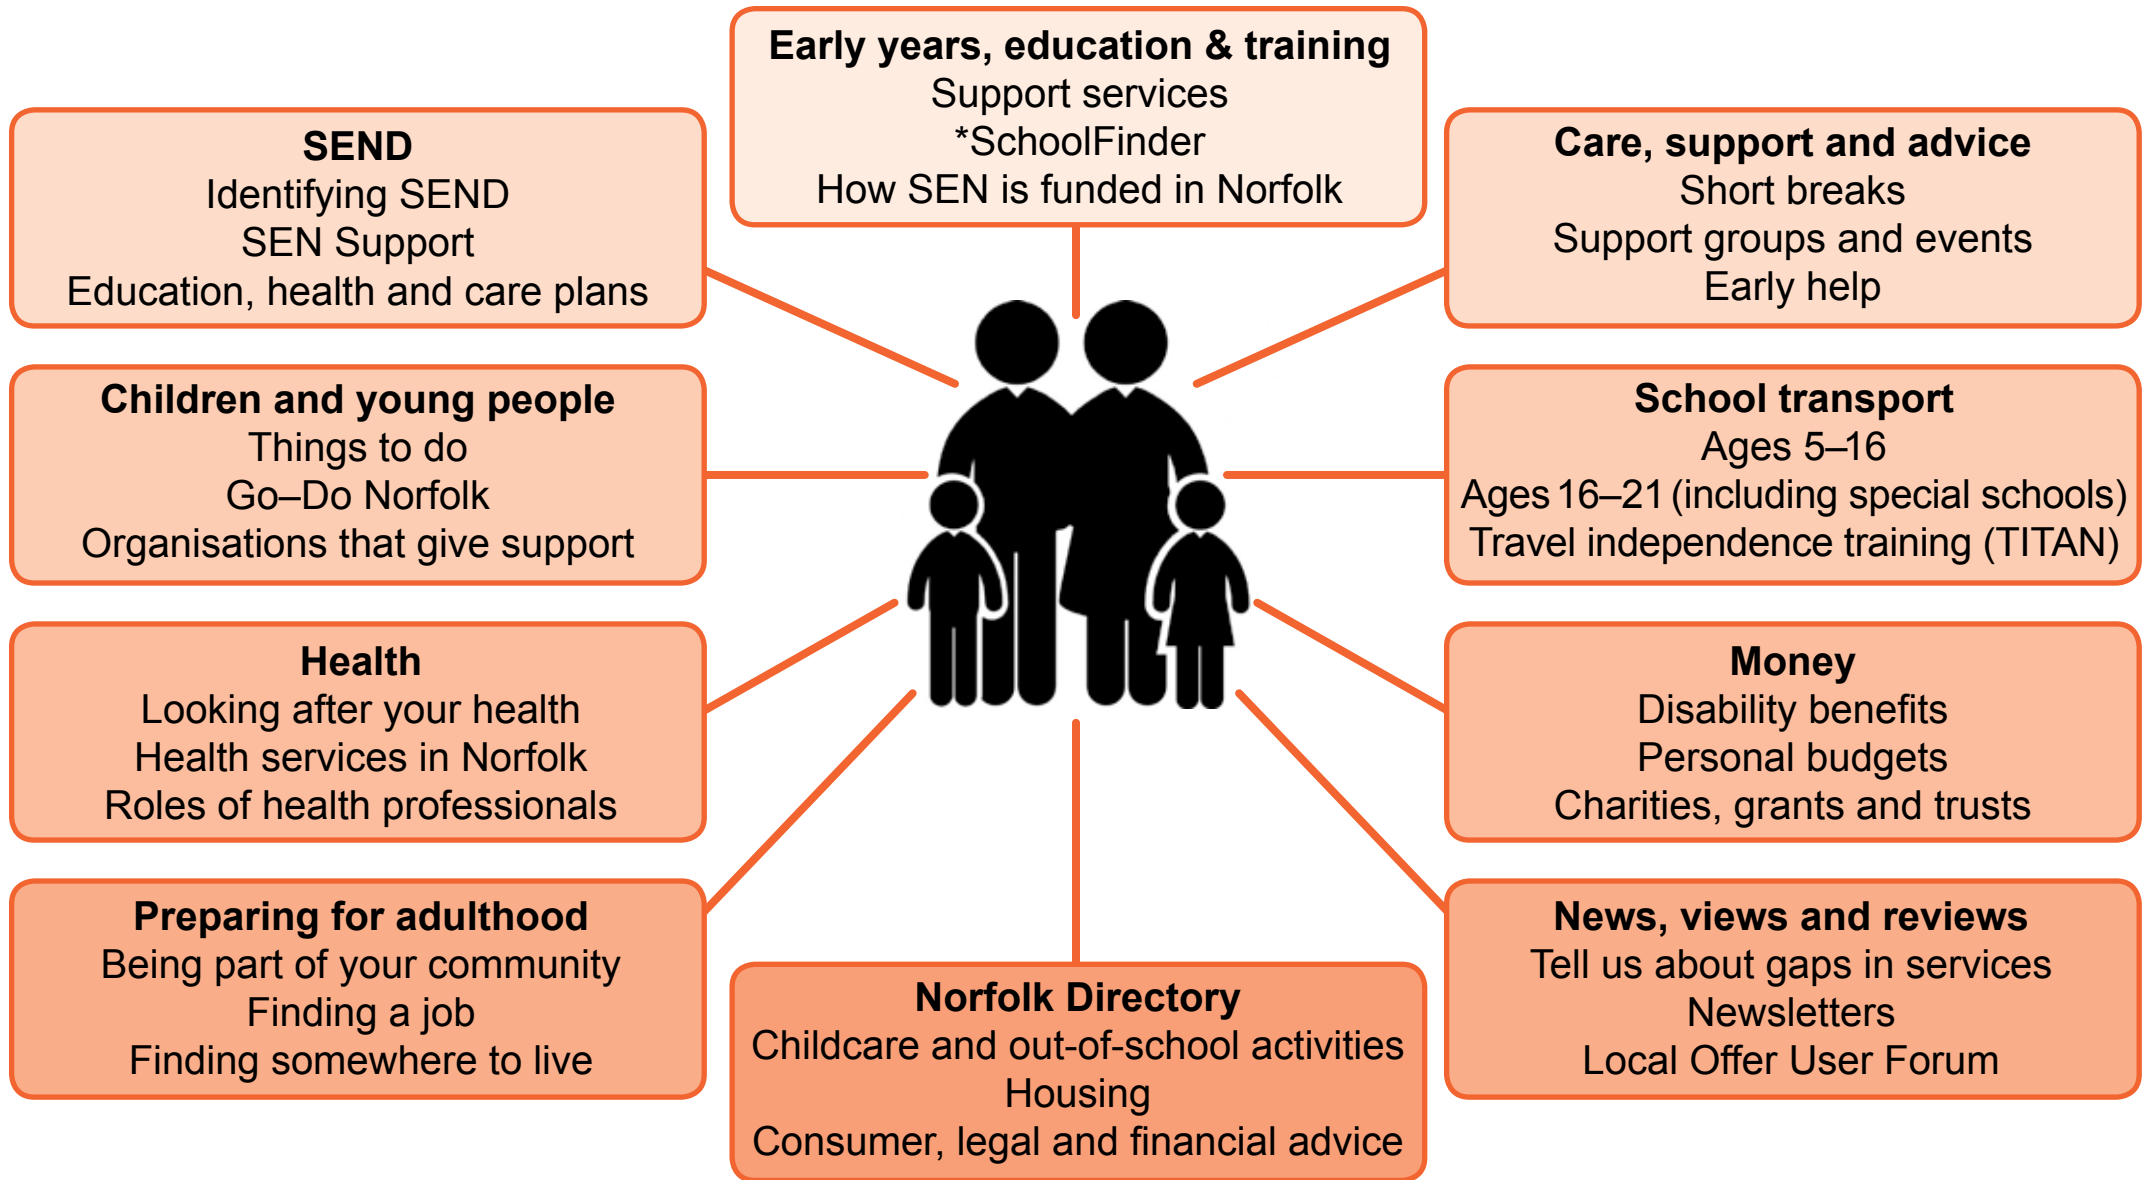 Early years, education & training
Support services
*SchoolFinder
How SEN is funded in Norfolk
SEND
Identifying SEND
SEN Support
Education, health and care plans
Care, support and advice
Short breaks
Support groups and events
Early help
Children and young people
Things to do
Go–Do Norfolk
Organisations that give support
School transport
Ages 5–16
Ages 16–21 (including special schools)
Travel independence training (TITAN)
Health
Looking after your health
Health services in Norfolk
Roles of health professionals
Money
Disability benefits
Personal budgets
Charities, grants and trusts
Preparing for adulthood
Being part of your community
Finding a job
Finding somewhere to live
News, views and reviews
Tell us about gaps in services
Newsletters
Local Offer User Forum
Norfolk Directory
Childcare and out-of-school activities
Housing
Consumer, legal and financial advice